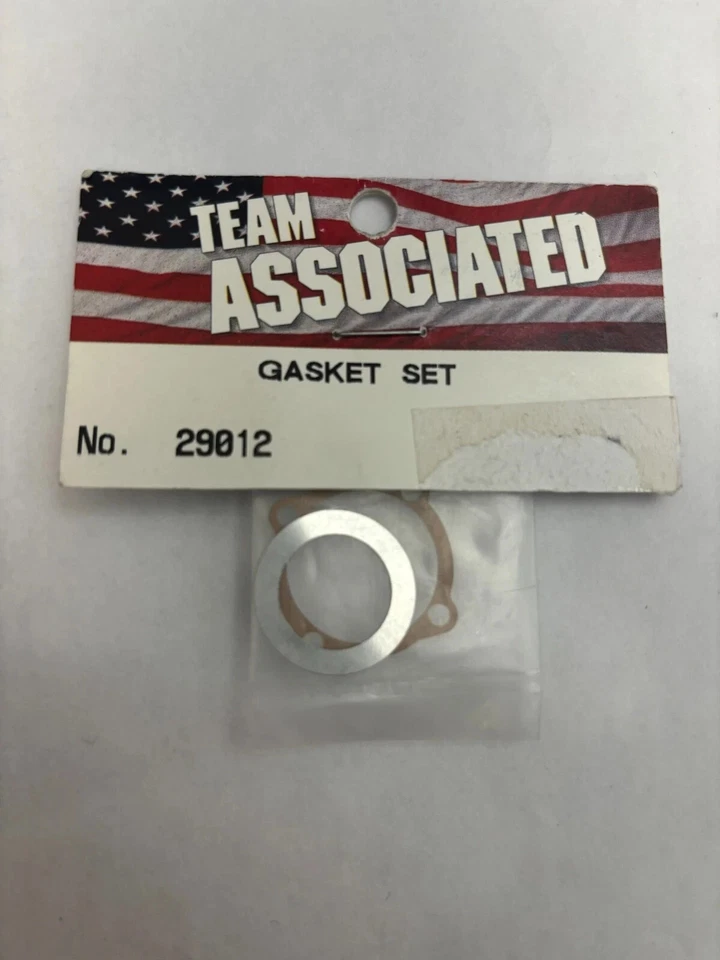 TEAM
ASSOCIATED
GASKET SET
No. 29012